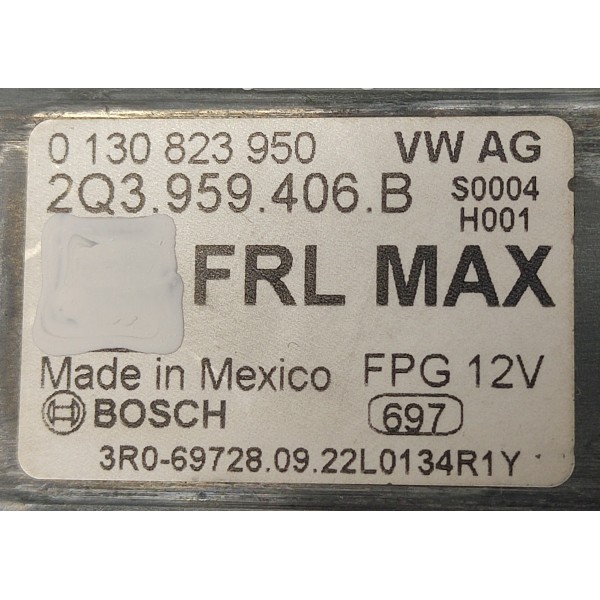 0 130 823 950 VW AG
2Q3.959.406.B S0004
H001
FRL MAX
Made in Mexico FPG 12V
BOSCH 697
3R0-69728.09.22L0134R1Y